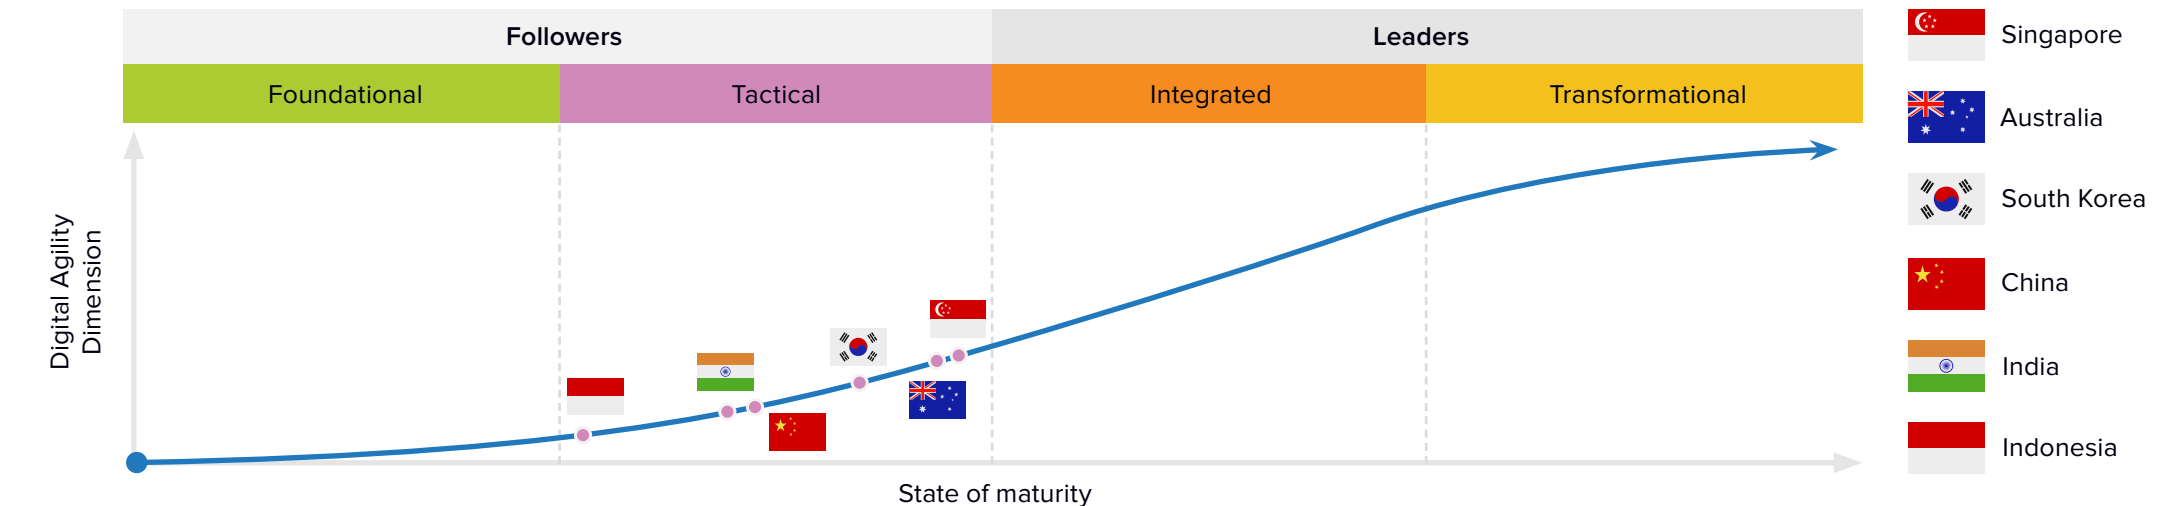 Followers
Leaders
Foundational
Tactical
Integrated
Transformational
Digital Agility
Dimension
State of maturity
Singapore
Australia
South Korea
China
India
Indonesia